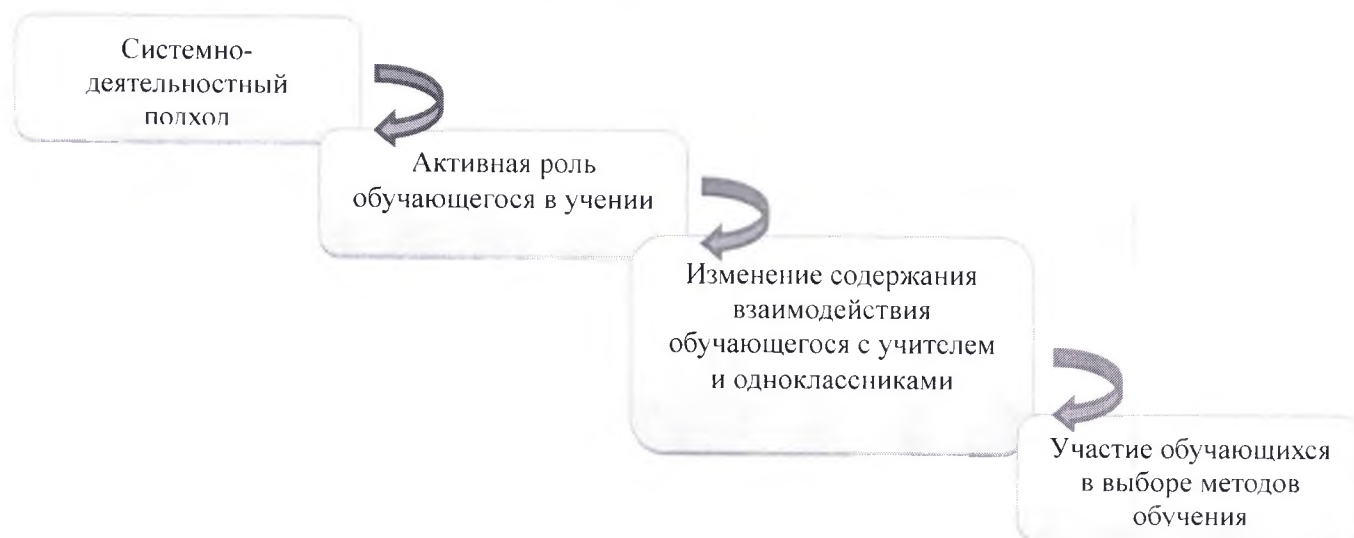 Системно-
деятельностный
подход
Активная роль
обучающегося в учении
Изменение содержания
взаимодействия
обучающегося с учителем
и одноклассниками
Участие обучающихся
в выборе методов
обучения